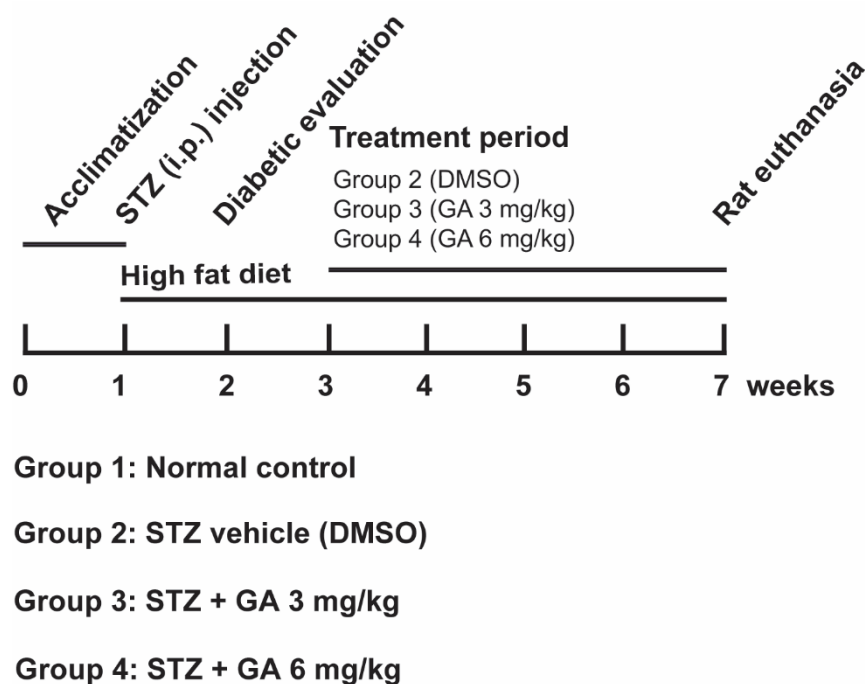 Acclimatization
STZ (i.p.) injection
Diabetic evaluation
Treatment period
Group 2 (DMSO)
Group 3 (GA 3 mg/kg)
Group 4 (GA 6 mg/kg)
Rat euthanasia
High fat diet
0 1 2 3 4 5 6 7 weeks
Group 1: Normal control
Group 2: STZ vehicle (DMSO)
Group 3: STZ + GA 3 mg/kg
Group 4: STZ + GA 6 mg/kg